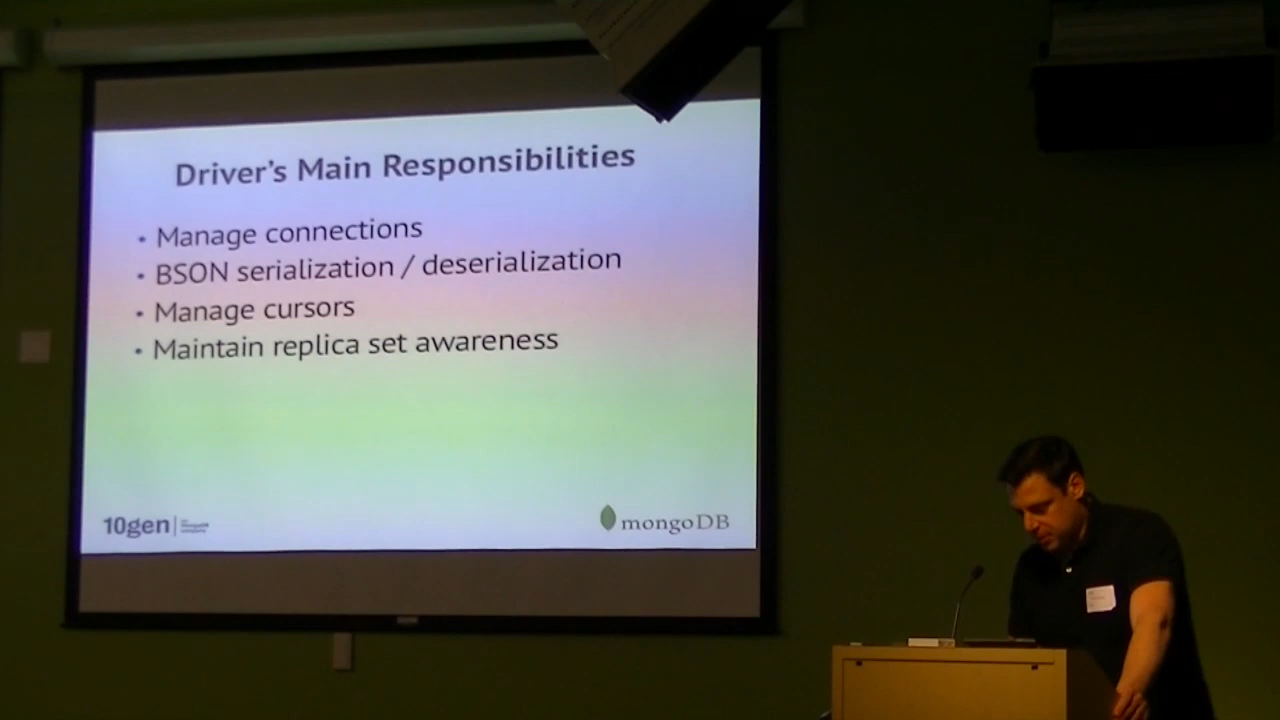 Driver's Main Responsibilities
• Manage connections
• BSON serialization / deserialization
• Manage cursors
• Maintain replica set awareness
10gen
mongoDB